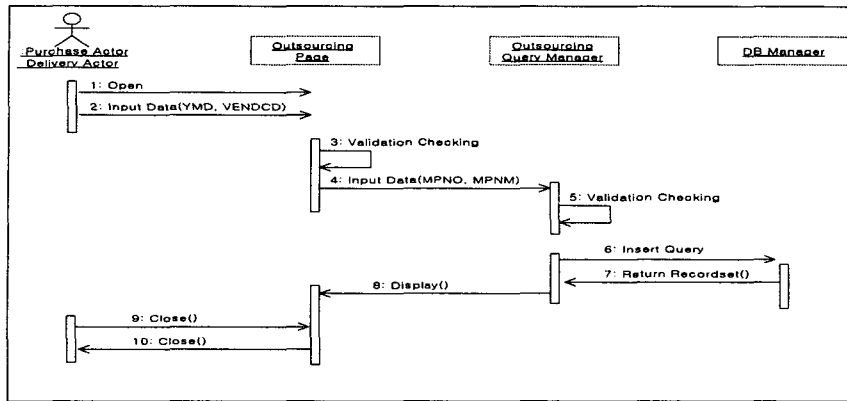 :Purchase Actor
Delivery Actor
Outsourcing
Page
Outsourcing
Query Manager
DB Manager
1: Open
2: Input Data(YMD, VENDCD)
3: Validation Checking
4: Input Data(MPNO, MPNM)
5: Validation Checking
6: Insert Query
7: Return Recordset()
8: Display()
9: Close()
10: Close()